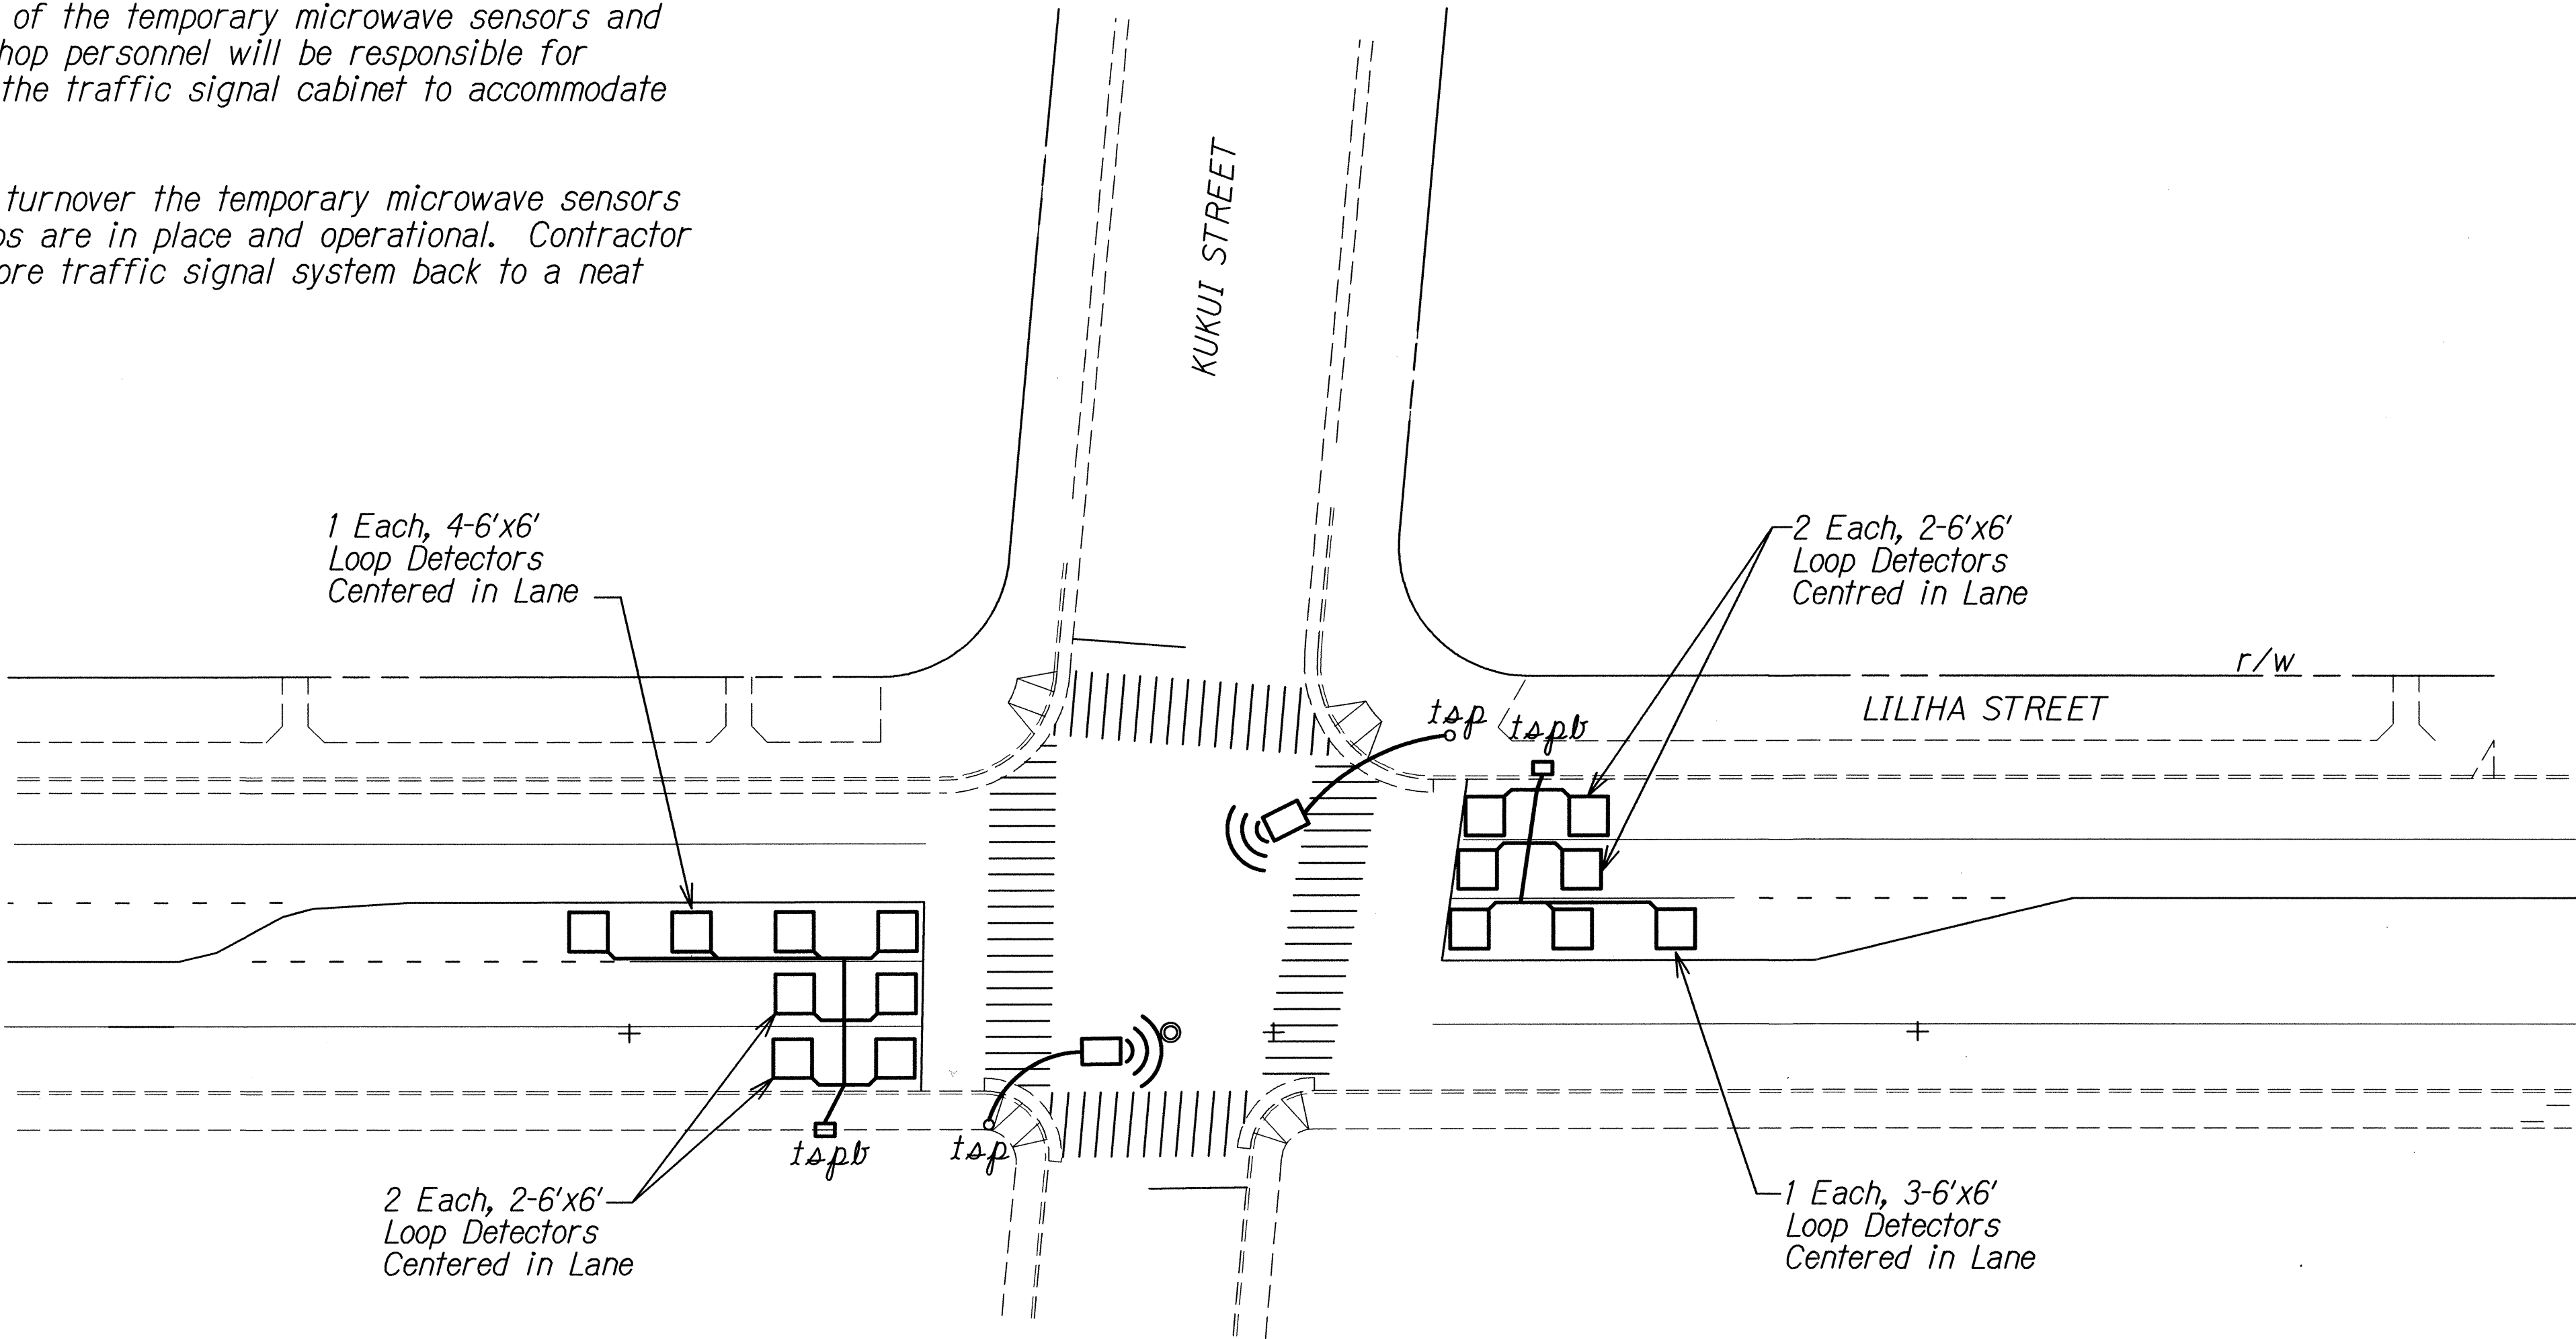 of the temporary microwave sensors and
hop personnel will be responsible for
the traffic signal cabinet to accommodate
turnover the temporary microwave sensors
os are in place and operational. Contractor
ore traffic signal system back to a neat
KUKUI STREET
1 Each, 4-6'x6'
Loop Detectors
Centered in Lane
2 Each, 2-6'x6'
Loop Detectors
Centred in Lane
r/w
LILIHA STREET
tsp
tspb
tspb
tsp
2 Each, 2-6'x6'
Loop Detectors
Centered in Lane
1 Each, 3-6'x6'
Loop Detectors
Centered in Lane